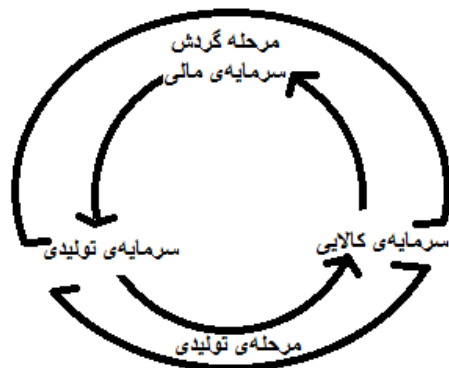 مرحله گردش
سرمایه‌ی مالی
سرمایه‌ی کالایی
سرمایه‌ی تولیدی
مرحله‌ی تولیدی